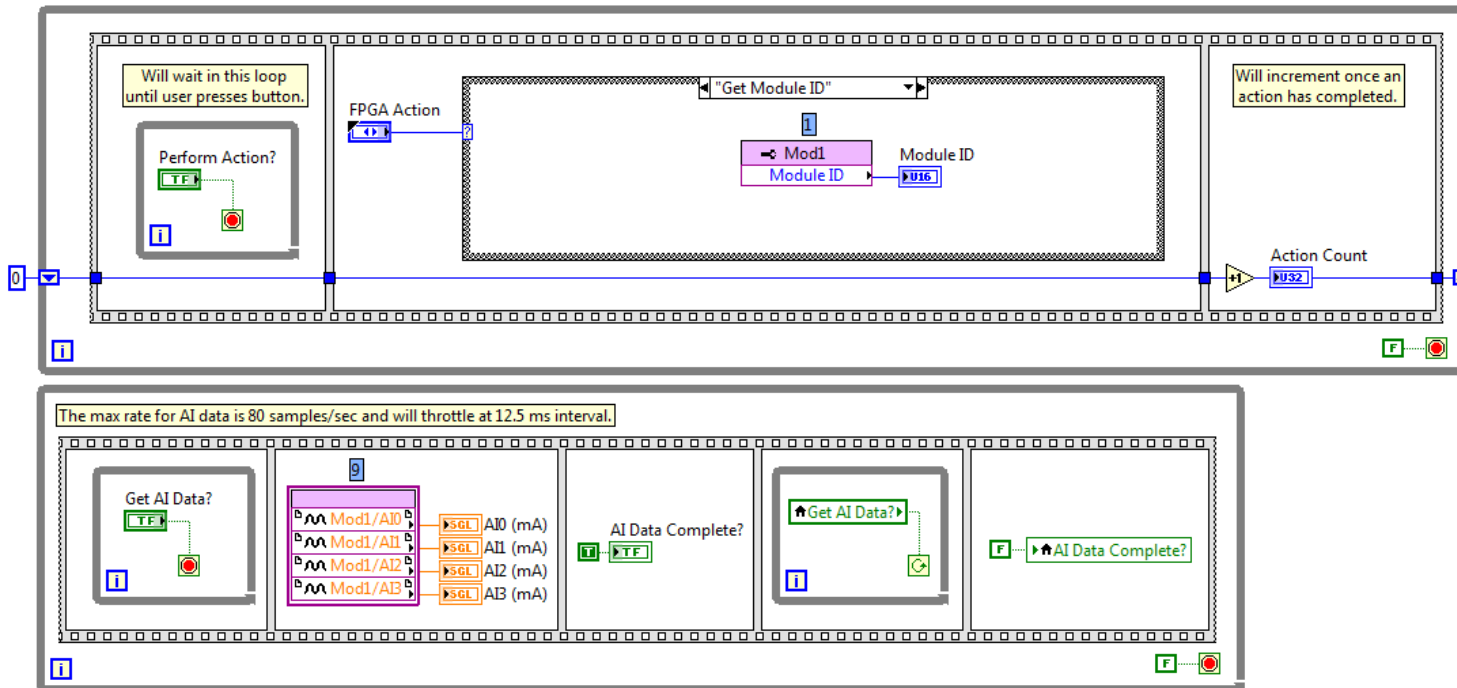 Will wait in this loop
until user presses button.
Perform Action?
TF
i
FPGA Action
?
"Get Module ID"
1
Mod1
Module ID
Module ID
U16
Will increment once an
action has completed.
0
+1
Action Count
U32
i
F
The max rate for AI data is 80 samples/sec and will throttle at 12.5 ms interval.
Get AI Data?
TF
i
9
Mod1/AI0
SGL
AI0 (mA)
Mod1/AI1
SGL
AI1 (mA)
Mod1/AI2
SGL
AI2 (mA)
Mod1/AI3
SGL
AI3 (mA)
AI Data Complete?
T
TF
Get AI Data?
i
F
AI Data Complete?
i
F